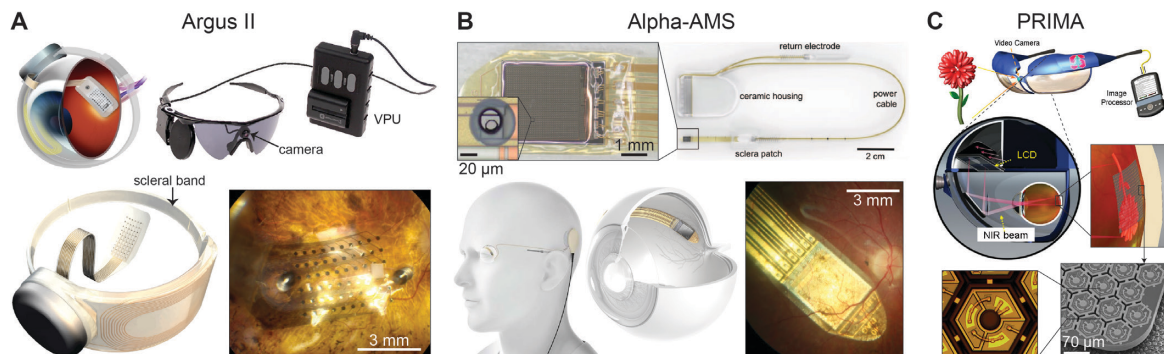 A
Argus II
VPU
camera
scleral band
3 mm
B
Alpha-AMS
return electrode
ceramic housing
power
cable
1 mm
sclera patch
2 cm
20 µm
3 mm
C
PRIMA
Video Camera
Image
Processor
LCD
NIR beam
70 µm